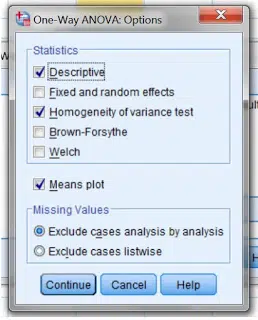 One-Way ANOVA: Options
Statistics
Descriptive
Fixed and random effects
Homogeneity of variance test
Brown-Forsythe
Welch
Means plot
Missing Values
Exclude cases analysis by analysis
Exclude cases listwise
Continue Cancel Help